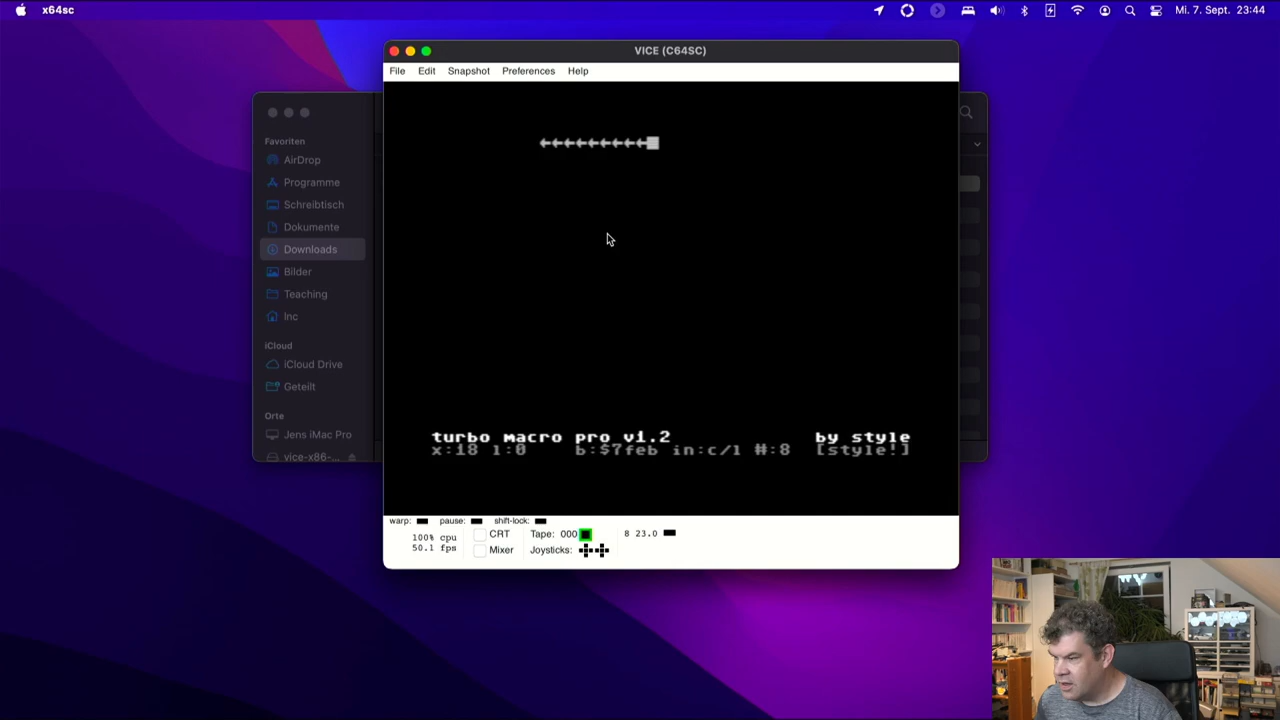 x64sc
Mi. 7. Sept. 23:44
VICE (C64SC)
File Edit Snapshot Preferences Help
Favoriten
AirDrop
Programme
Schreibtisch
Dokumente
Downloads
Bilder
Teaching
lnc
iCloud
iCloud Drive
Geteilt
Orte
Jens iMac Pro
vice-x86-...
←←←←←←←←←
turbo macro pro v1.2 by style
x:18 l:0 b:$7feb in:c/l #:8 [style!]
warp: pause: shift-lock:
100% cpu CRT Tape: 000 8 23.0
50.1 fps Mixer Joysticks: